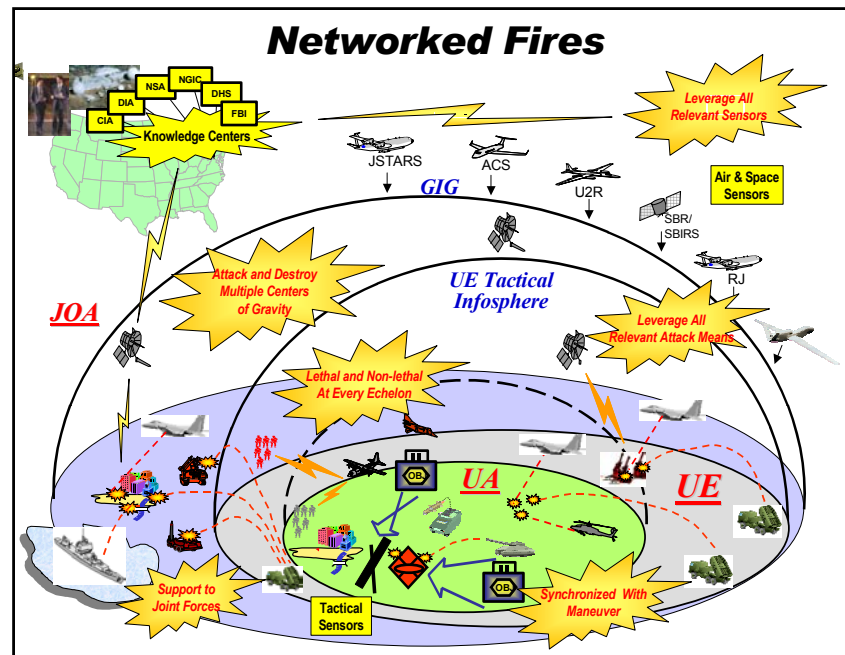 Networked Fires
NGIC
NSA
DHS
DIA
FBI
CIA
Knowledge Centers
Leverage All
Relevant Sensors
JSTARS
ACS
GIG
U2R
Air & Space
Sensors
SBR/
SBIRS
RJ
UE Tactical
Infosphere
Attack and Destroy
Multiple Centers
of Gravity
JOA
Leverage All
Relevant Attack Means
Lethal and Non-lethal
At Every Echelon
OB
UA
UE
OB
Support to
Joint Forces
Tactical
Sensors
Synchronized With
Maneuver